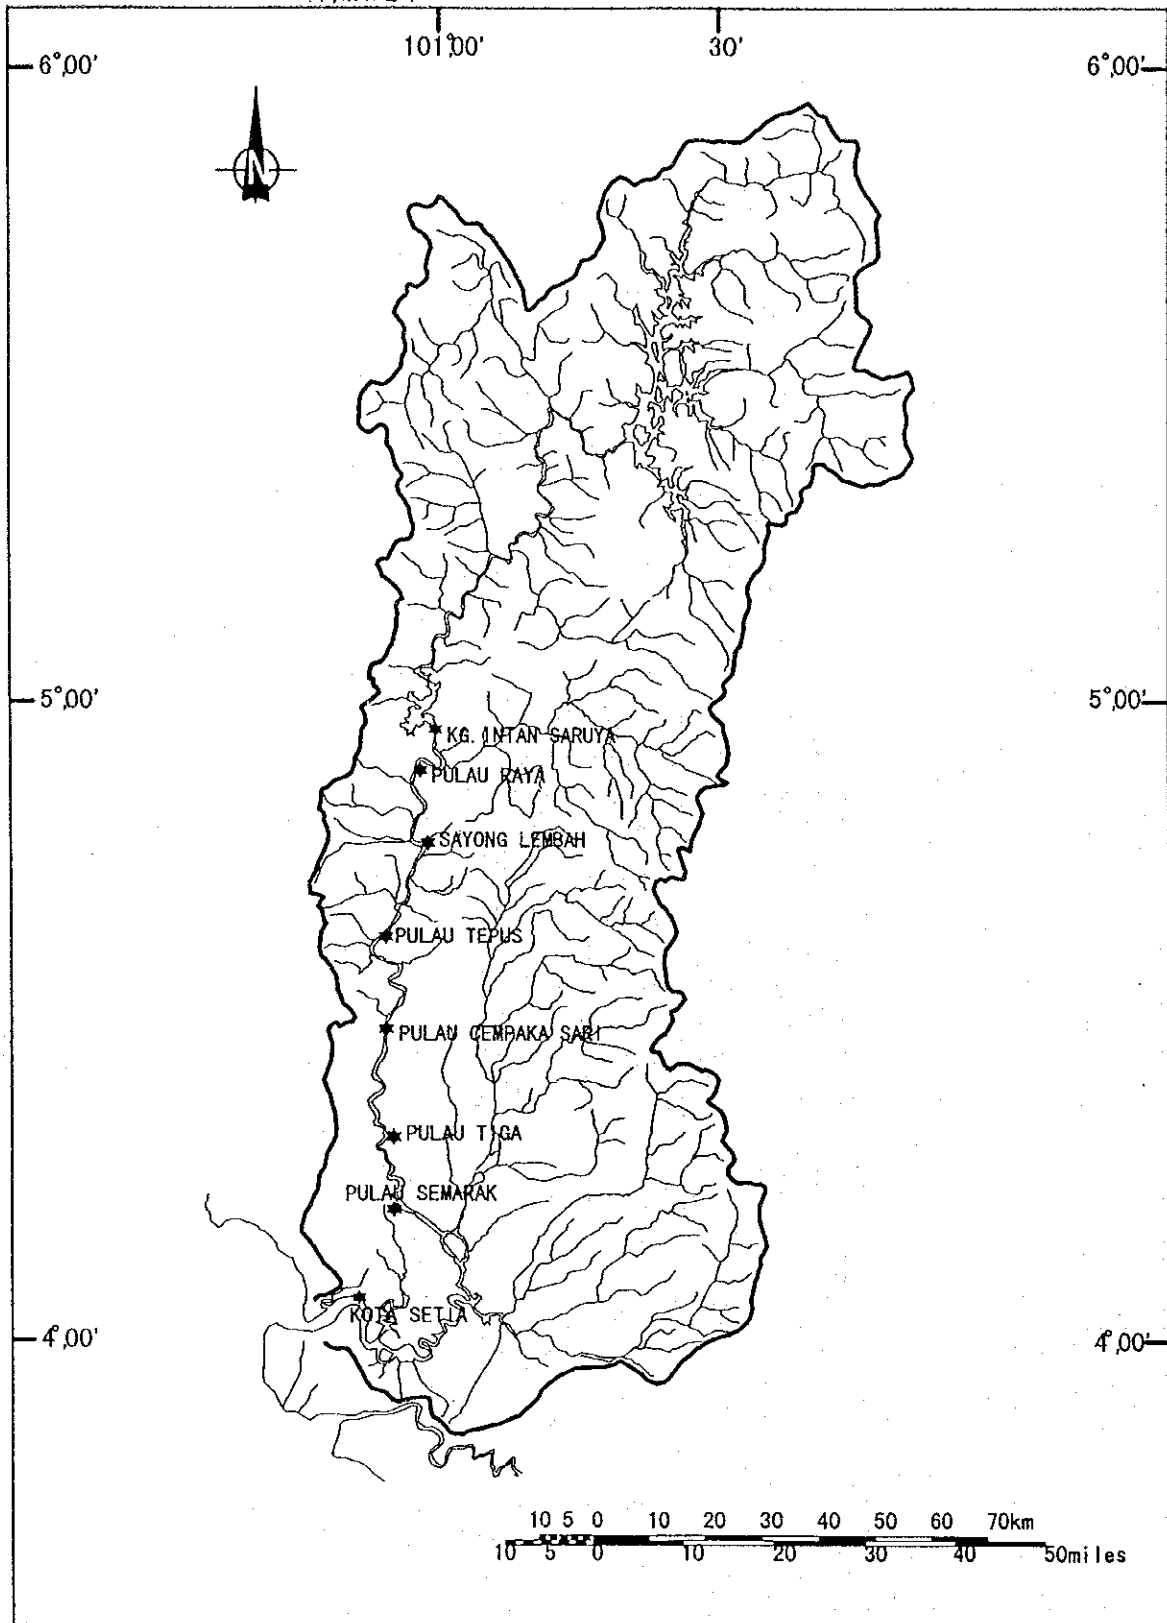 101°00'
30'
6°00'
6°00'
N
5°00'
5°00'
KG. INTAN SARUYA
PULAU RAYA
SAYONG LEMBAH
PULAU TEPUS
PULAU CEMPAKA SARI
PULAU TIGA
PULAU SEMARAK
KOTA SETIA
4°00'
4°00'
10 5 0 10 20 30 40 50 60 70km
10 5 0 10 20 30 40 50miles